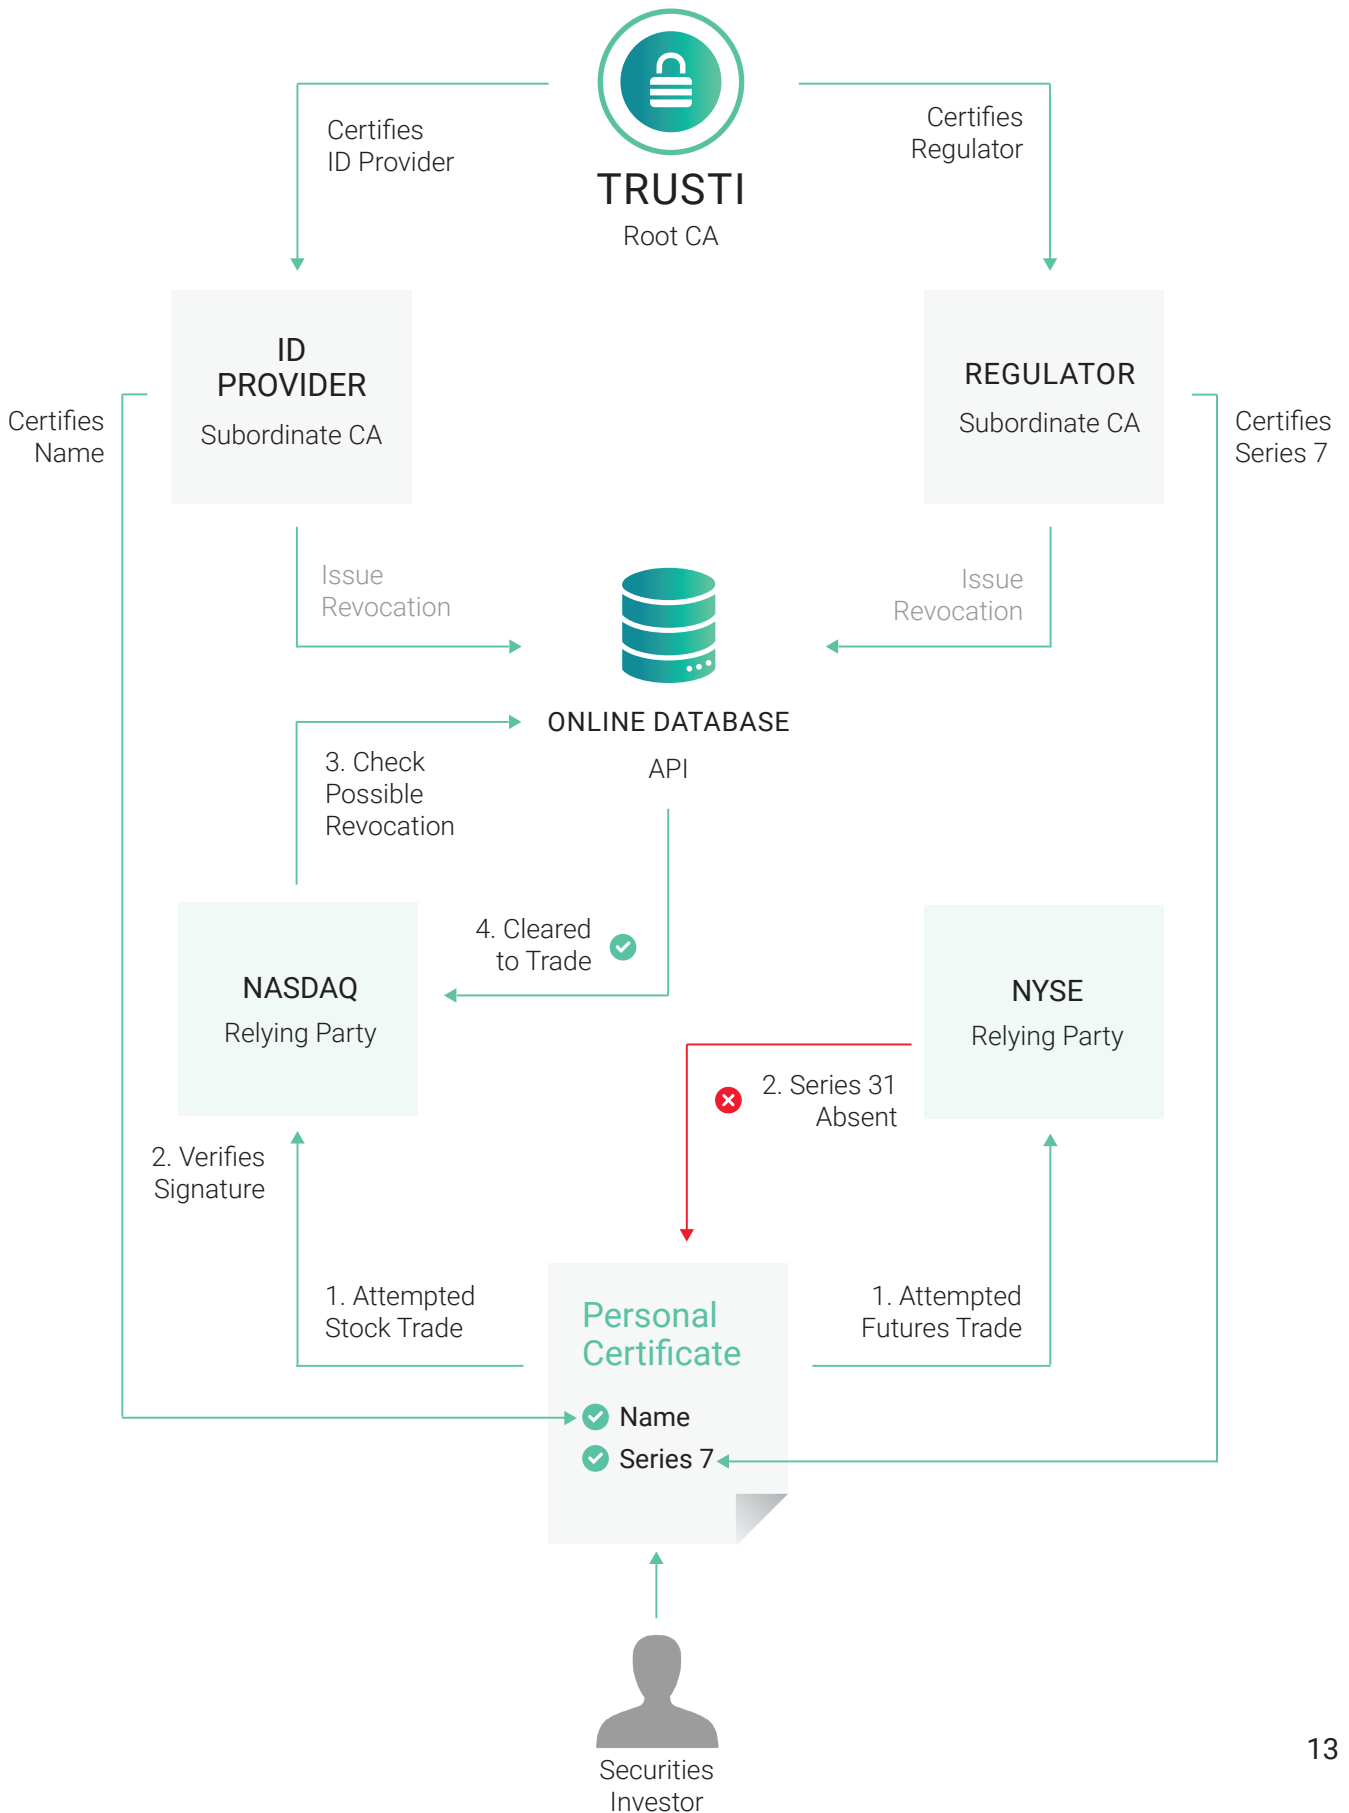 Certifies
ID Provider
Certifies
Regulator
TRUSTI
Root CA
ID
PROVIDER
Subordinate CA
REGULATOR
Subordinate CA
Certifies
Name
Certifies
Series 7
Issue
Revocation
Issue
Revocation
ONLINE DATABASE
API
3. Check
Possible
Revocation
4. Cleared
to Trade
NASDAQ
Relying Party
NYSE
Relying Party
2. Series 31
Absent
2. Verifies
Signature
1. Attempted
Stock Trade
1. Attempted
Futures Trade
Personal
Certificate
Name
Series 7
Securities
Investor
13